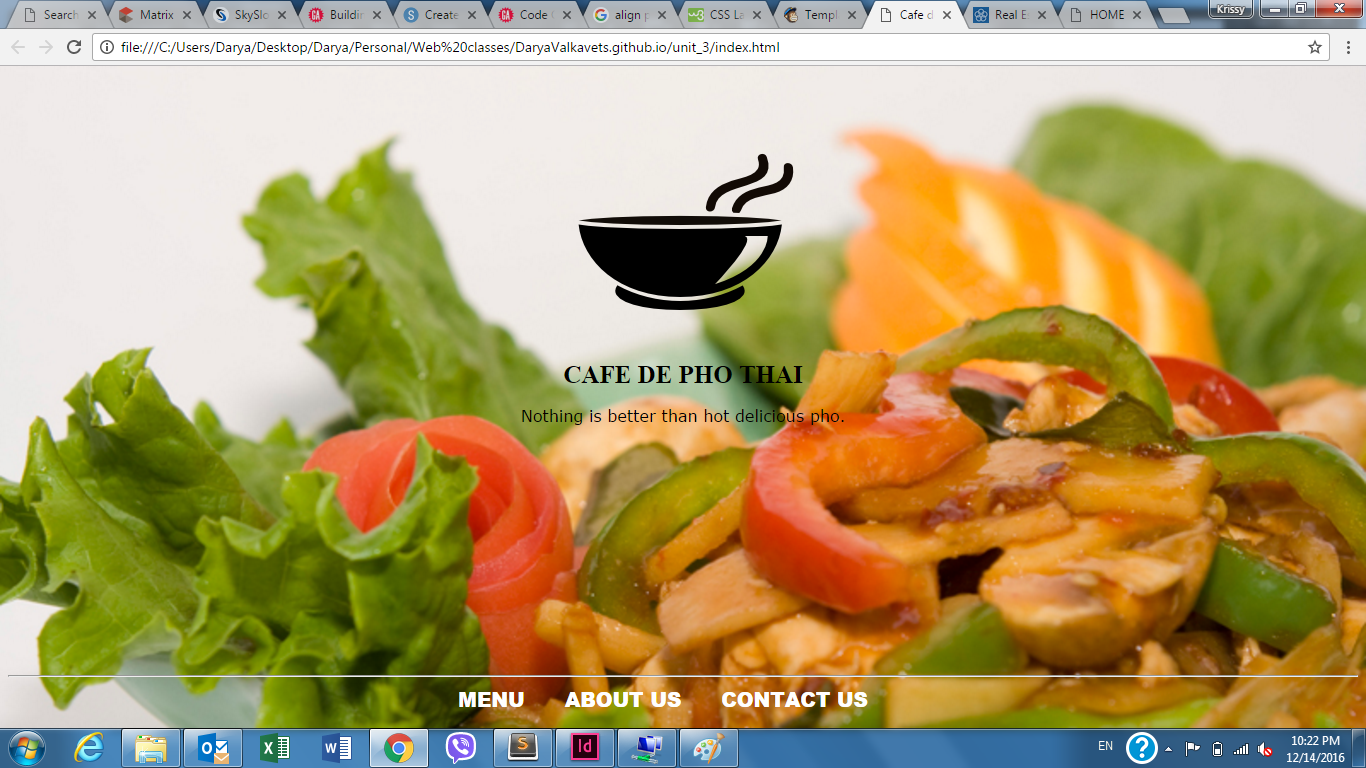 Krissy
Search
Matrix
SkySlo
Buildin
Create
Code
align p
CSS La
Templ
Cafe d
Real Es
HOME
file:///C:/Users/Darya/Desktop/Darya/Personal/Web%20classes/DaryaValkavets.github.io/unit_3/index.html
CAFE DE PHO THAI
Nothing is better than hot delicious pho.
MENU ABOUT US CONTACT US
EN
10:22 PM
12/14/2016